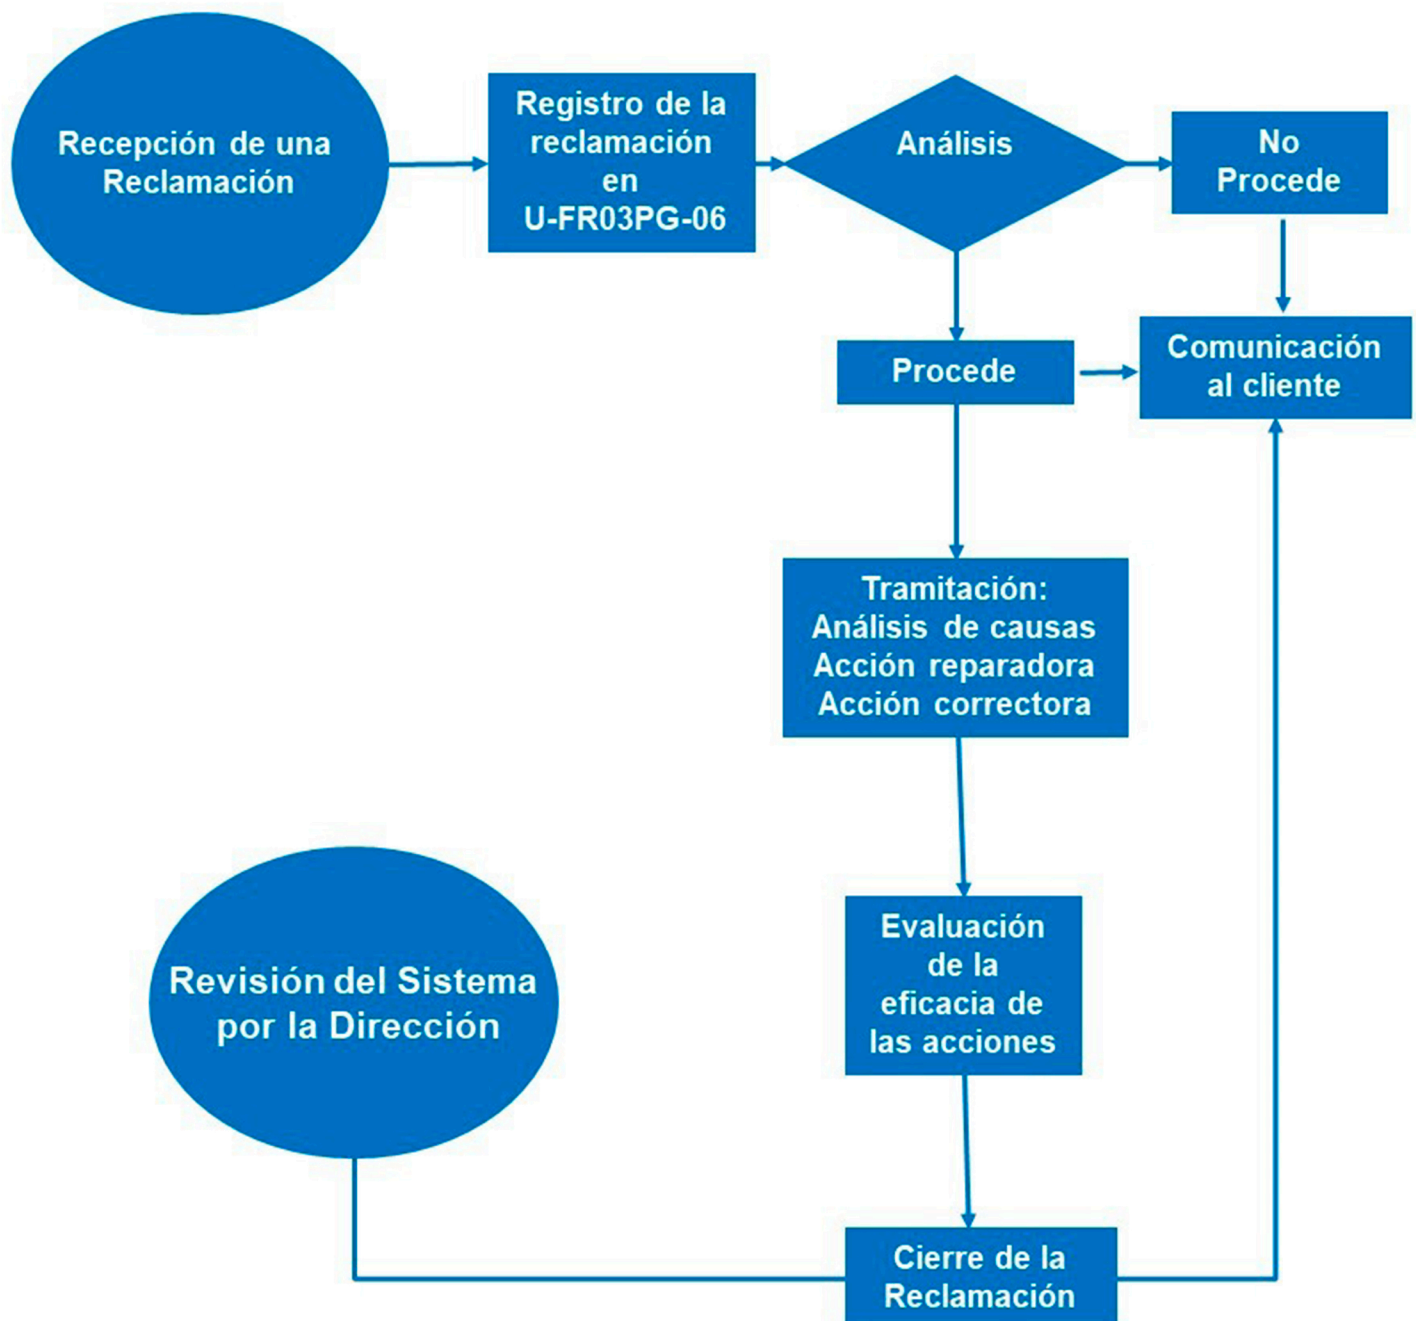 Recepción de una
Reclamación
Registro de la
reclamación
en
U-FR03PG-06
Análisis
No
Procede
Procede
Comunicación
al cliente
Tramitación:
Análisis de causas
Acción reparadora
Acción correctora
Evaluación
de la
eficacia de
las acciones
Revisión del Sistema
por la Dirección
Cierre de la
Reclamación